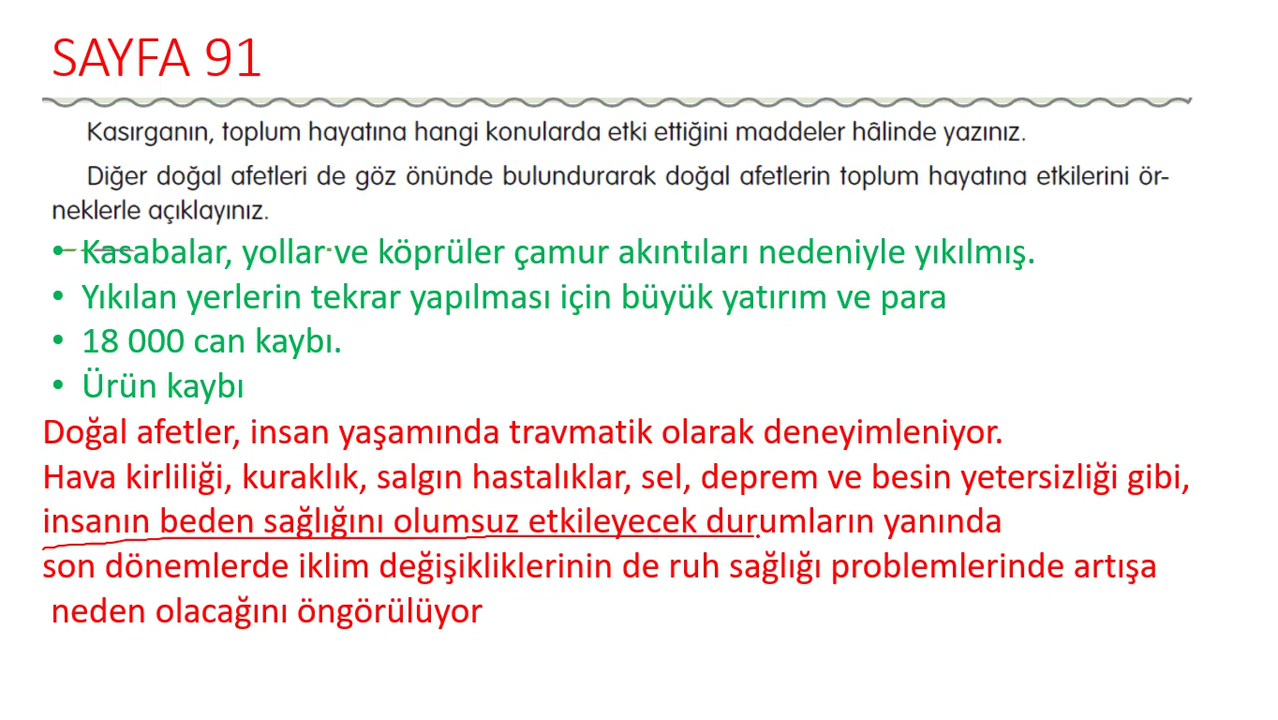 SAYFA 91
Kasırganın, toplum hayatına hangi konularda etki ettiğini maddeler hâlinde yazınız.
Diğer doğal afetleri de göz önünde bulundurarak doğal afetlerin toplum hayatına etkilerini ör-
neklerle açıklayınız.
• Kasabalar, yollar ve köprüler çamur akıntıları nedeniyle yıkılmış.
• Yıkılan yerlerin tekrar yapılması için büyük yatırım ve para
• 18 000 can kaybı.
• Ürün kaybı
Doğal afetler, insan yaşamında travmatik olarak deneyimleniyor.
Hava kirliliği, kuraklık, salgın hastalıklar, sel, deprem ve besin yetersizliği gibi,
insanın beden sağlığını olumsuz etkileyecek durumların yanında
son dönemlerde iklim değişikliklerinin de ruh sağlığı problemlerinde artışa
neden olacağını öngörülüyor